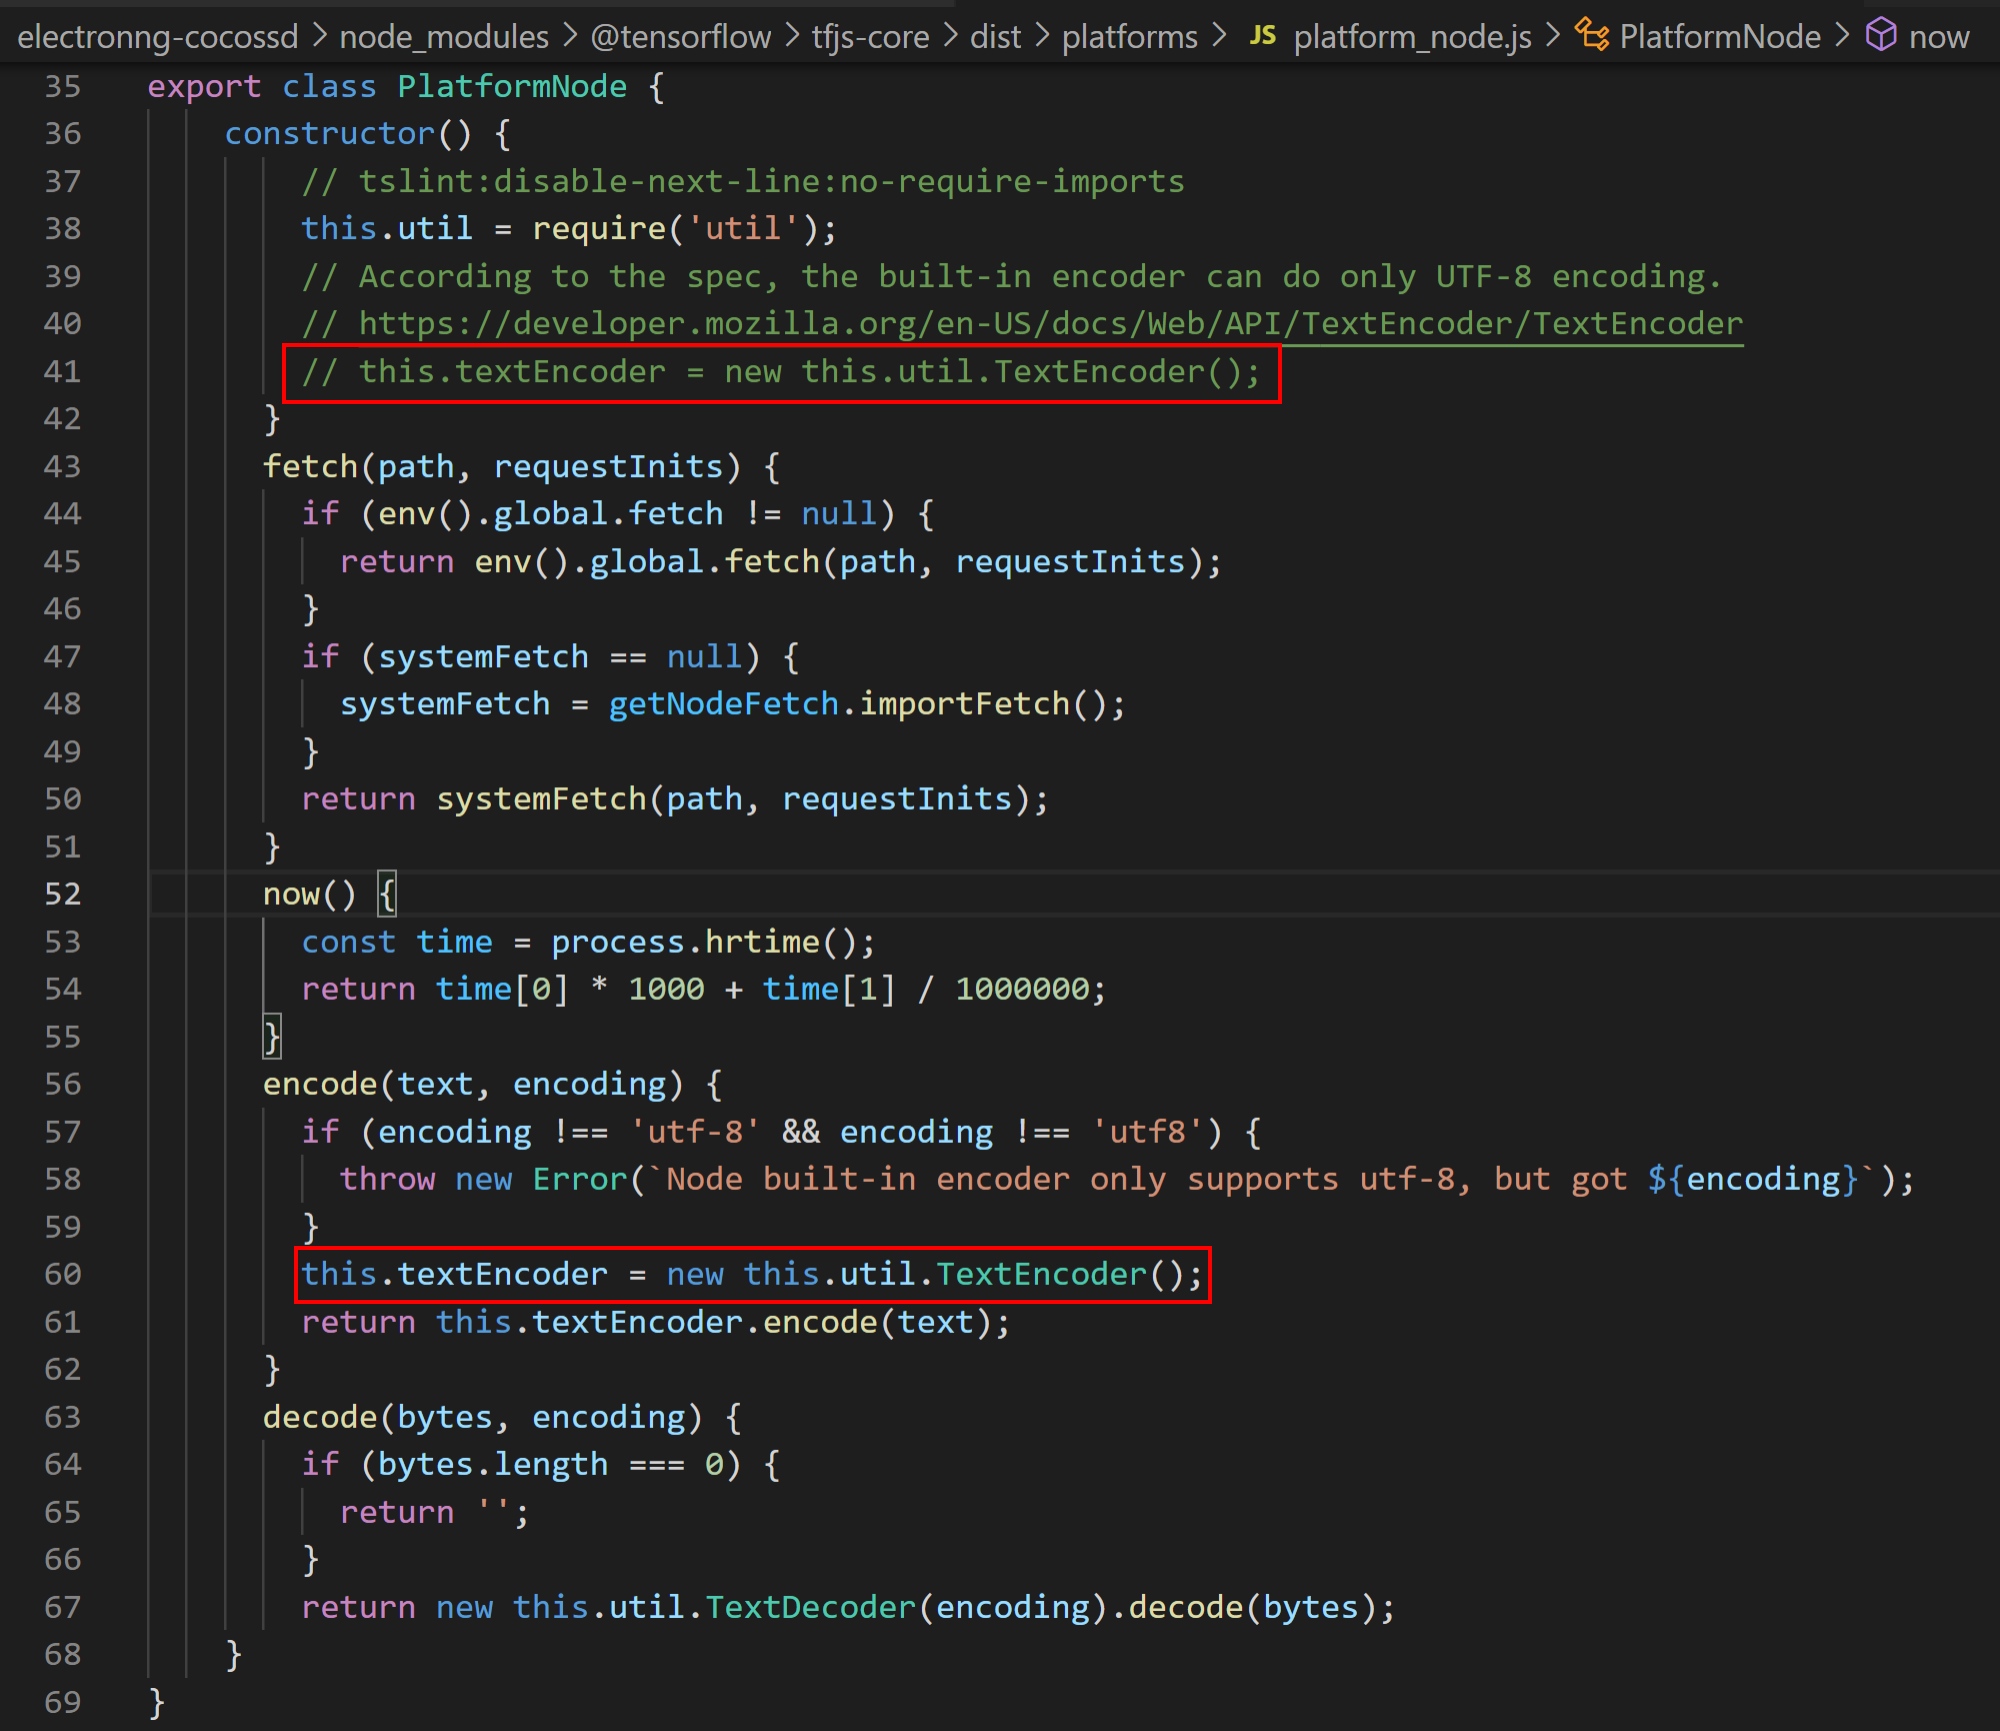 electronng-cocossd > node_modules > @tensorflow > tfjs-core > dist > platforms > JS platform_node.js > PlatformNode > now
35 export class PlatformNode {
36 constructor() {
37 // tslint:disable-next-line:no-require-imports
38 this.util = require('util');
39 // According to the spec, the built-in encoder can do only UTF-8 encoding.
40 // https://developer.mozilla.org/en-US/docs/Web/API/TextEncoder/TextEncoder
41 // this.textEncoder = new this.util.TextEncoder();
42 }
43 fetch(path, requestInits) {
44 if (env().global.fetch != null) {
45 return env().global.fetch(path, requestInits);
46 }
47 if (systemFetch == null) {
48 systemFetch = getNodeFetch.importFetch();
49 }
50 return systemFetch(path, requestInits);
51 }
52 now() {
53 const time = process.hrtime();
54 return time[0] * 1000 + time[1] / 1000000;
55 }
56 encode(text, encoding) {
57 if (encoding !== 'utf-8' && encoding !== 'utf8') {
58 throw new Error(`Node built-in encoder only supports utf-8, but got ${encoding}`);
59 }
60 this.textEncoder = new this.util.TextEncoder();
61 return this.textEncoder.encode(text);
62 }
63 decode(bytes, encoding) {
64 if (bytes.length === 0) {
65 return '';
66 }
67 return new this.util.TextDecoder(encoding).decode(bytes);
68 }
69 }